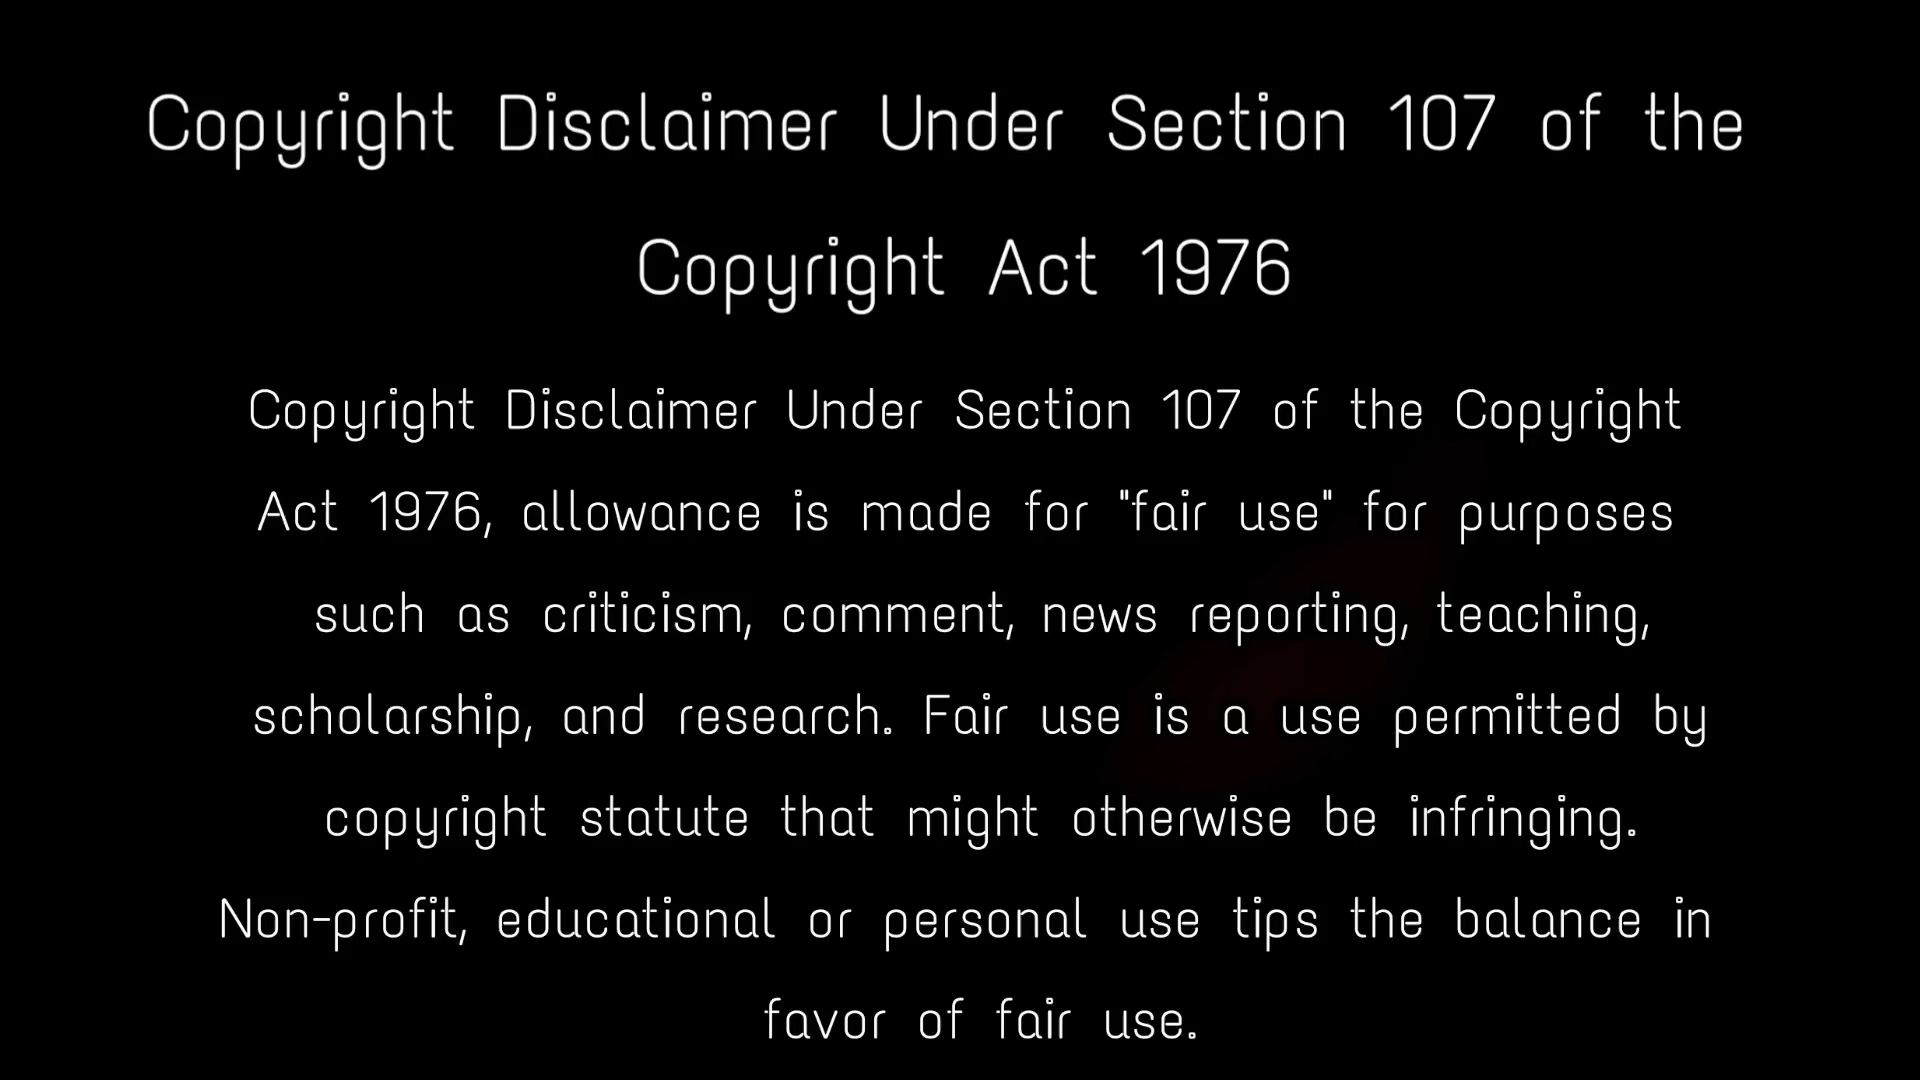 Copyright Disclaimer Under Section 107 of the
Copyright Act 1976
Copyright Disclaimer Under Section 107 of the Copyright
Act 1976, allowance is made for "fair use" for purposes
such as criticism, comment, news reporting, teaching,
scholarship, and research. Fair use is a use permitted by
copyright statute that might otherwise be infringing.
Non-profit, educational or personal use tips the balance in
favor of fair use.